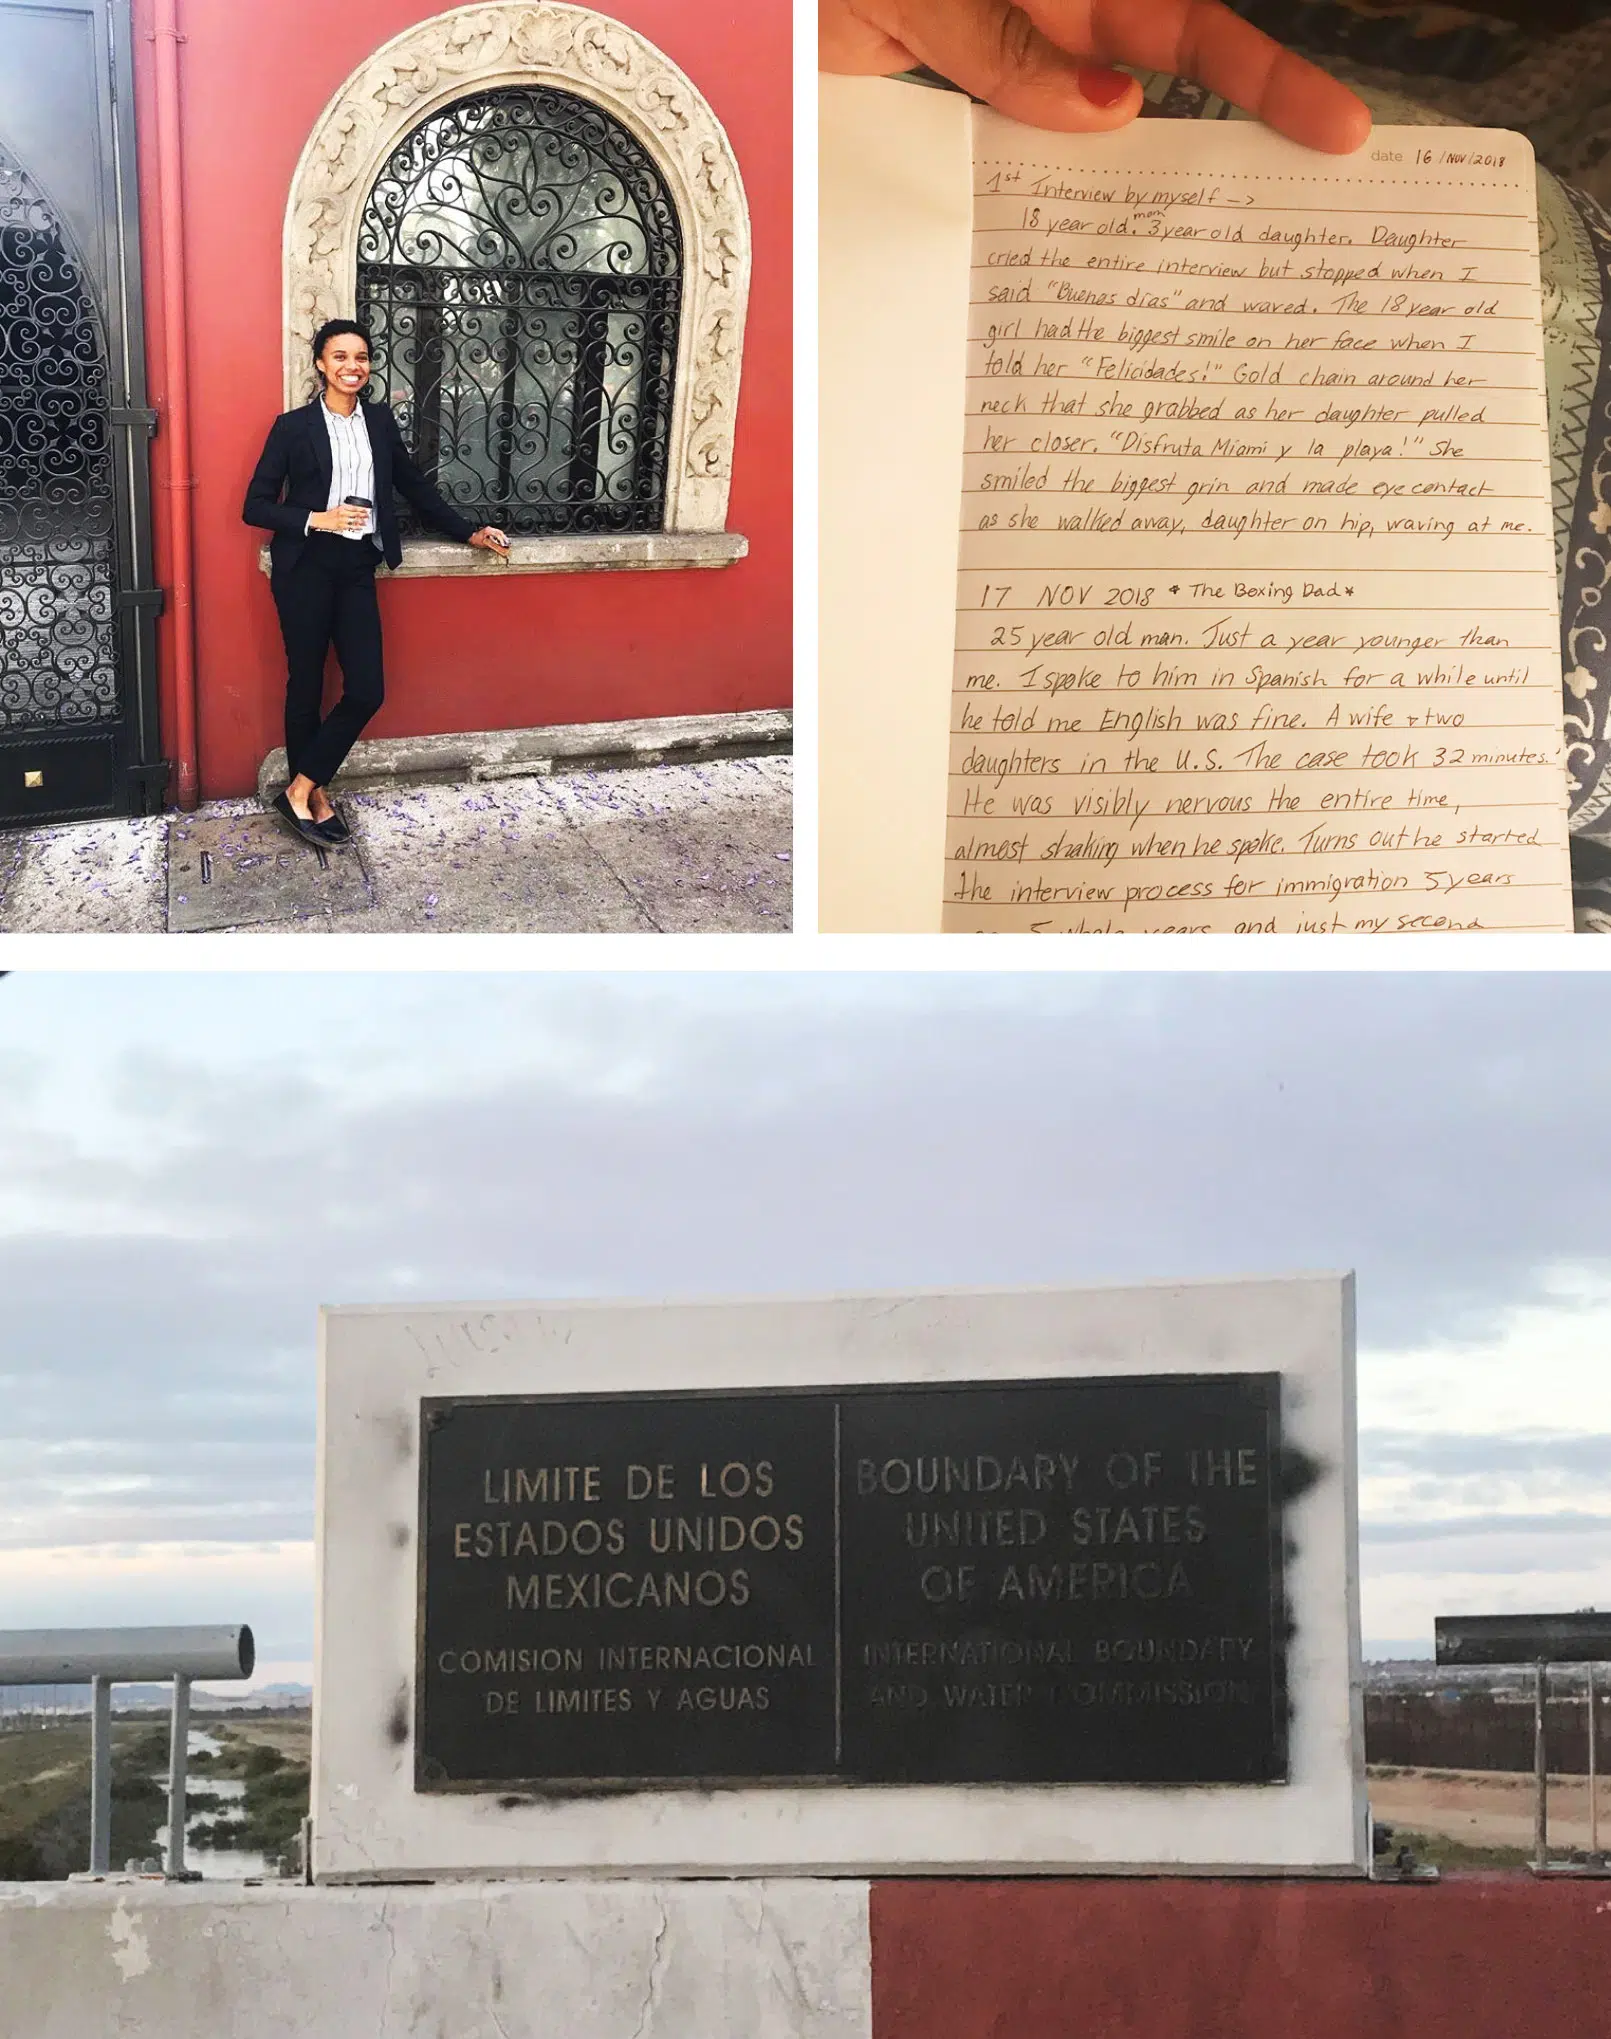 date 16 / NOV / 2018
1st Interview by myself ->
18 year old mom. 3 year old daughter. Daughter
cried the entire interview but stopped when I
said "Buenas días" and waved. The 18 year old
girl had the biggest smile on her face when I
told her "Felicidades!" Gold chain around her
neck that she grabbed as her daughter pulled
her closer. "Disfruta Miami y la playa!" She
smiled the biggest grin and made eye contact
as she walked away, daughter on hip, waving at me.
17 NOV 2018 * The Boxing Dad *
25 year old man. Just a year younger than
me. I spoke to him in Spanish for a while until
he told me English was fine. A wife + two
daughters in the U.S. The case took 32 minutes.
He was visibly nervous the entire time,
almost shaking when he spoke. Turns out he started
the interview process for immigration 5 years
5 whole years, and just my second
LIMITE DE LOS
ESTADOS UNIDOS
MEXICANOS
COMISION INTERNACIONAL
DE LIMITES Y AGUAS
BOUNDARY OF THE
UNITED STATES
OF AMERICA
INTERNATIONAL BOUNDARY
AND WATER COMMISSION